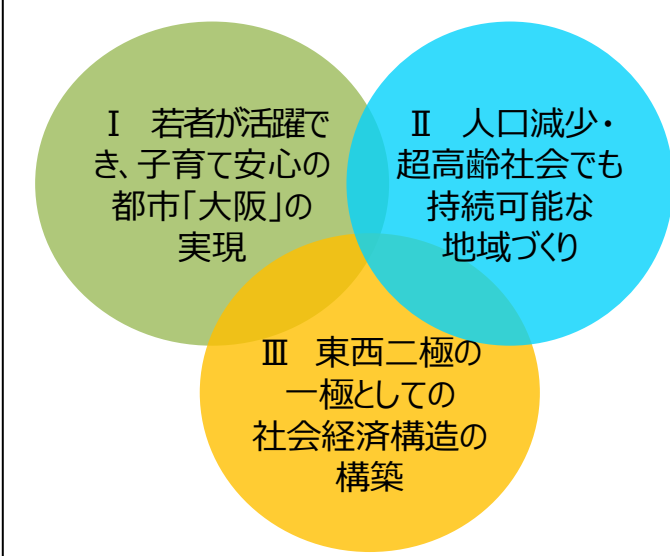 Ⅰ 若者が活躍で
き、子育て安心の
都市「大阪」の
実現
Ⅱ 人口減少・
超高齢社会でも
持続可能な
地域づくり
Ⅲ 東西二極の
一極としての
社会経済構造の
構築